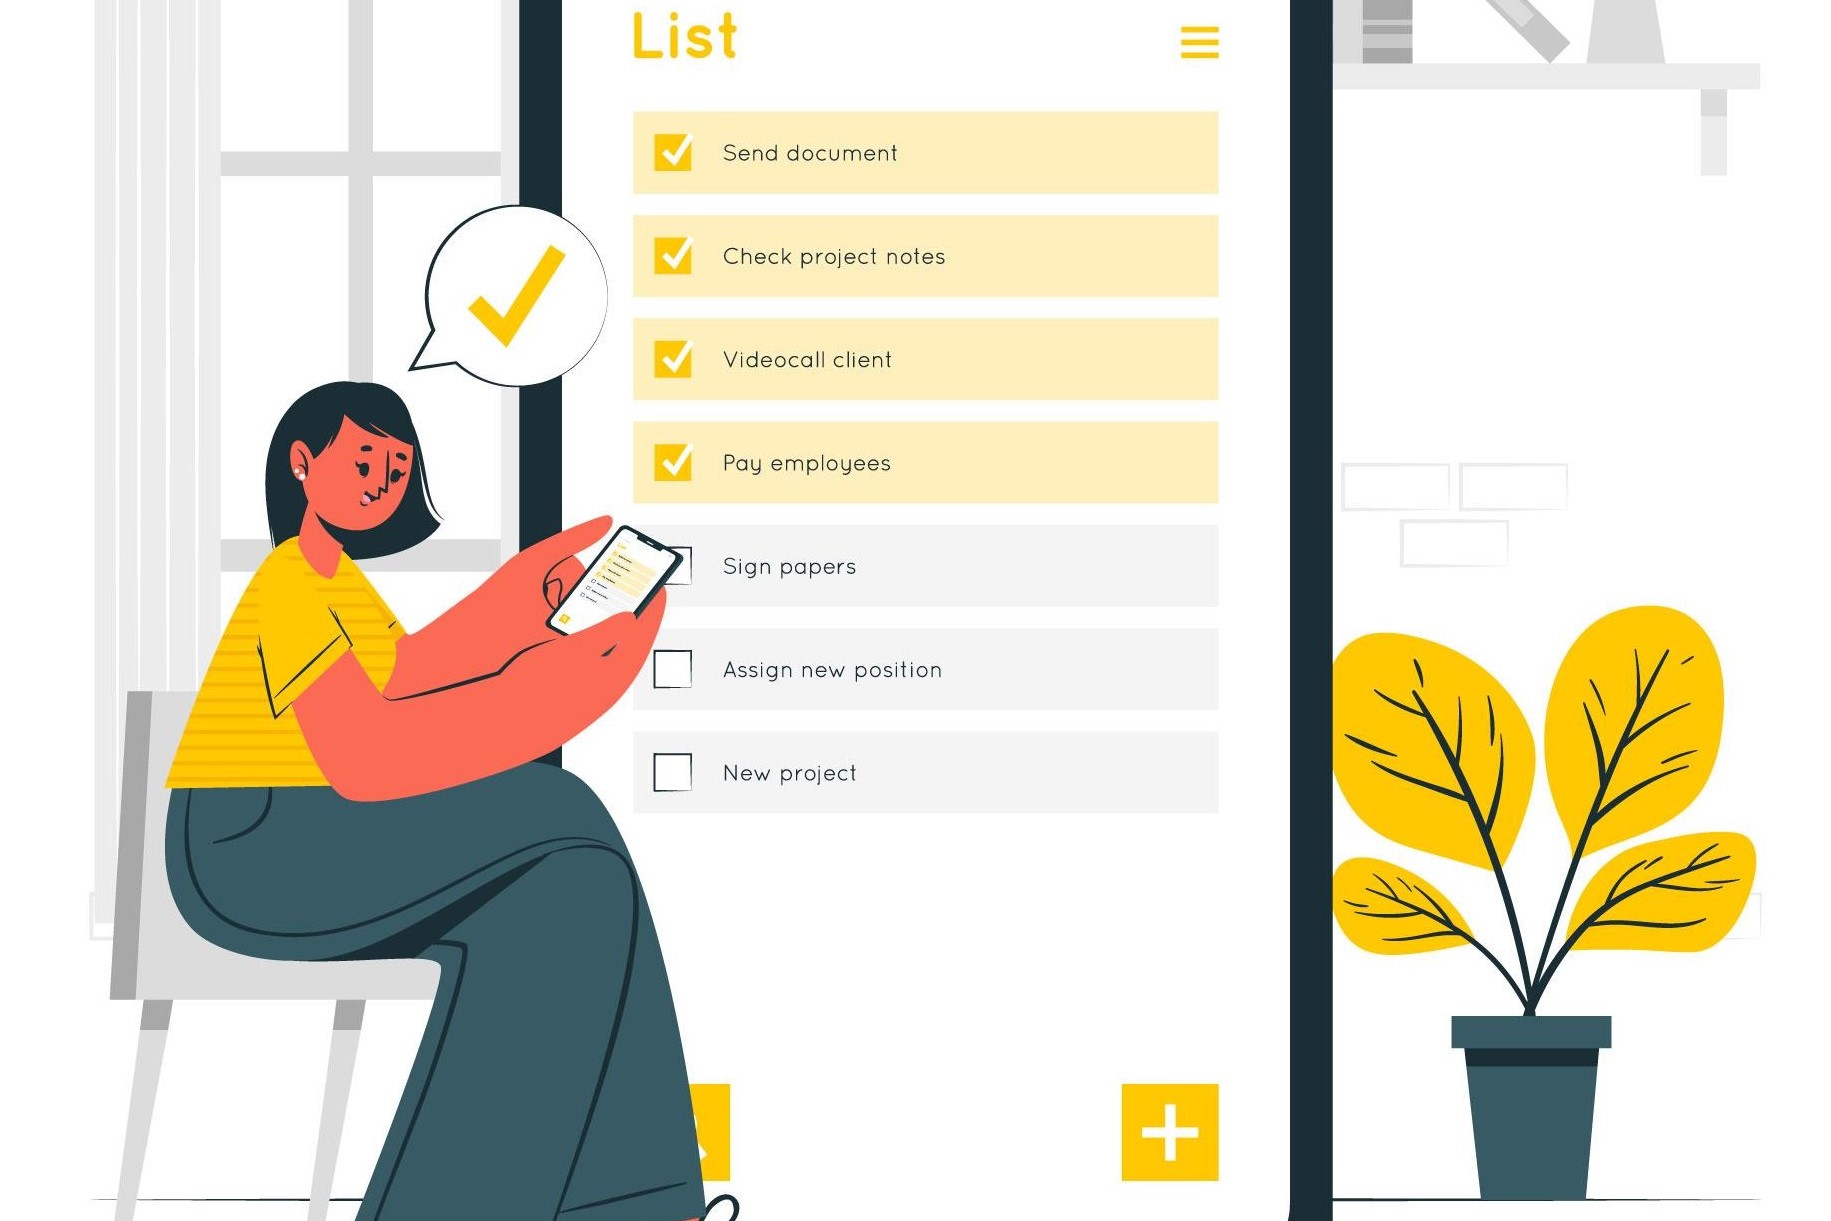 List
Send document
Check project notes
Videocall client
Pay employees
Sign papers
Assign new position
New project